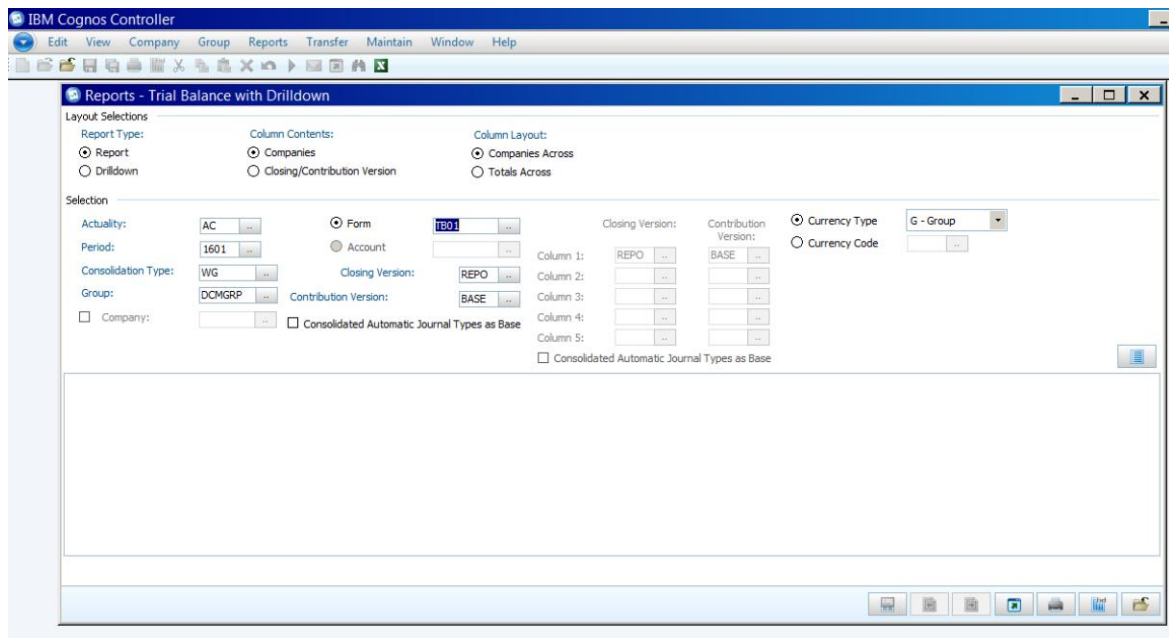 IBM Cognos Controller
Edit View Company Group Reports Transfer Maintain Window Help
Reports - Trial Balance with Drilldown
Layout Selections
Report Type: Column Contents: Column Layout:
Report Companies Companies Across
Drilldown Closing/Contribution Version Totals Across
Selection
Actuality: AC .. Form TB01 .. Closing Version: Contribution Version: Currency Type G - Group
Period: 1601 .. Account .. Column 1: REPO .. BASE .. Currency Code ..
Consolidation Type: WG .. Closing Version: REPO .. Column 2: .. ..
Group: DCMGRP .. Contribution Version: BASE .. Column 3: .. ..
Company: .. Consolidated Automatic Journal Types as Base Column 4: .. ..
Column 5: .. ..
Consolidated Automatic Journal Types as Base